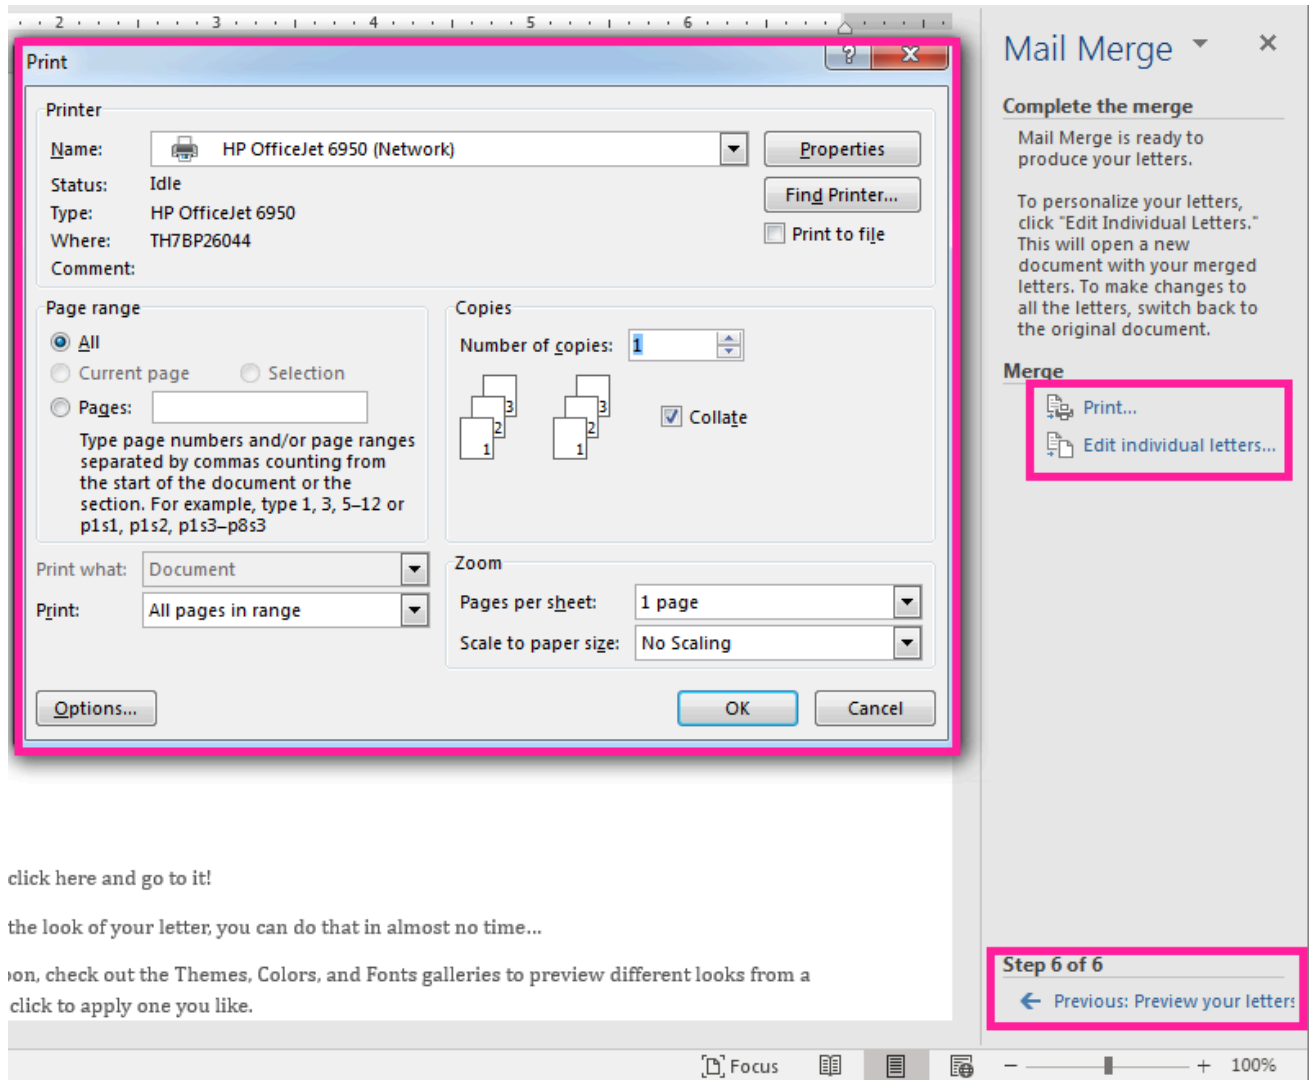 2 3 4 5 6
Print
?
Printer
Name: HP OfficeJet 6950 (Network) Properties
Status: Idle
Find Printer...
Type: HP OfficeJet 6950
Where: TH7BP26044
Print to file
Comment:
Page range
All
Current page Selection
Pages:
Type page numbers and/or page ranges
separated by commas counting from
the start of the document or the
section. For example, type 1, 3, 5–12 or
p1s1, p1s2, p1s3–p8s3
Copies
Number of copies: 1
3 3
2 2
1 1
Collate
Print what: Document
Print: All pages in range
Zoom
Pages per sheet: 1 page
Scale to paper size: No Scaling
Options... OK Cancel
click here and go to it!
the look of your letter, you can do that in almost no time...
on, check out the Themes, Colors, and Fonts galleries to preview different looks from a
click to apply one you like.
Mail Merge
Complete the merge
Mail Merge is ready to
produce your letters.
To personalize your letters,
click "Edit Individual Letters."
This will open a new
document with your merged
letters. To make changes to
all the letters, switch back to
the original document.
Merge
Print...
Edit individual letters...
Step 6 of 6
Previous: Preview your letters
Focus 100%